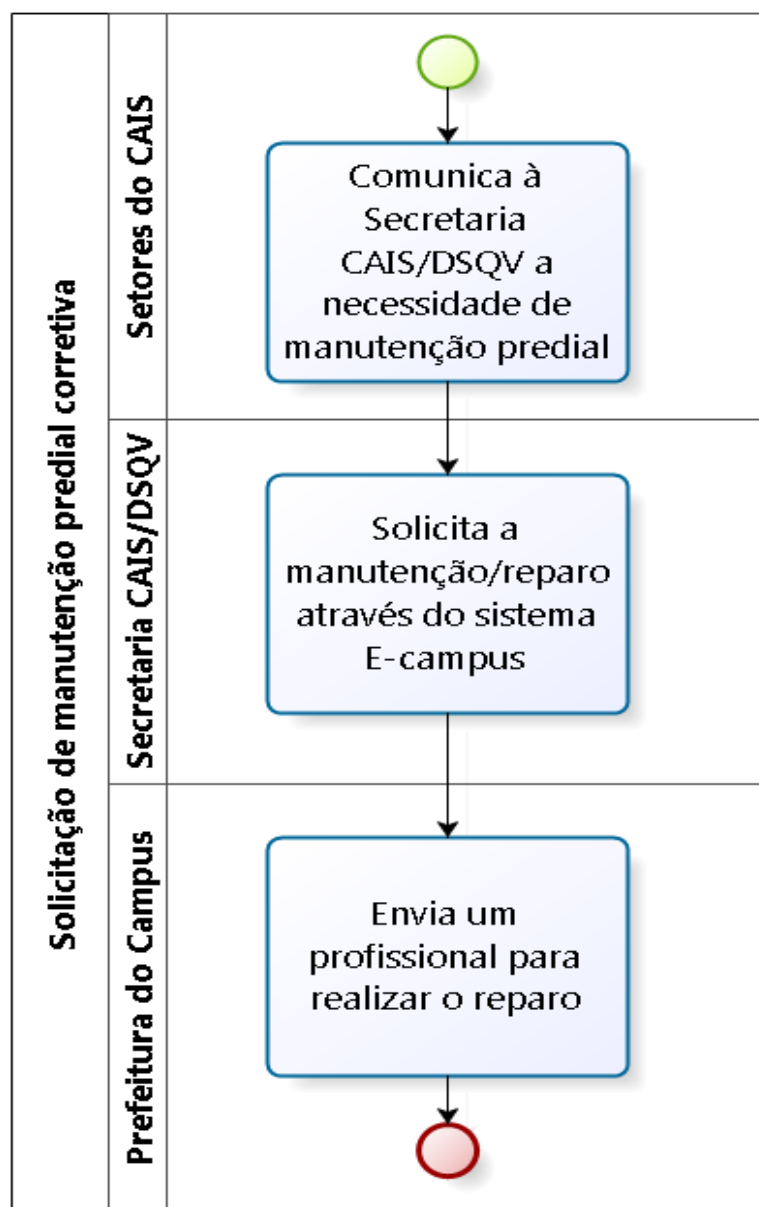 Solicitação de manutenção predial corretiva
Setores do CAIS
Comunica à
Secretaria
CAIS/DSQV a
necessidade de
manutenção predial
Secretaria CAIS/DSQV
Solicita a
manutenção/reparo
através do sistema
E-campus
Prefeitura do Campus
Envia um
profissional para
realizar o reparo